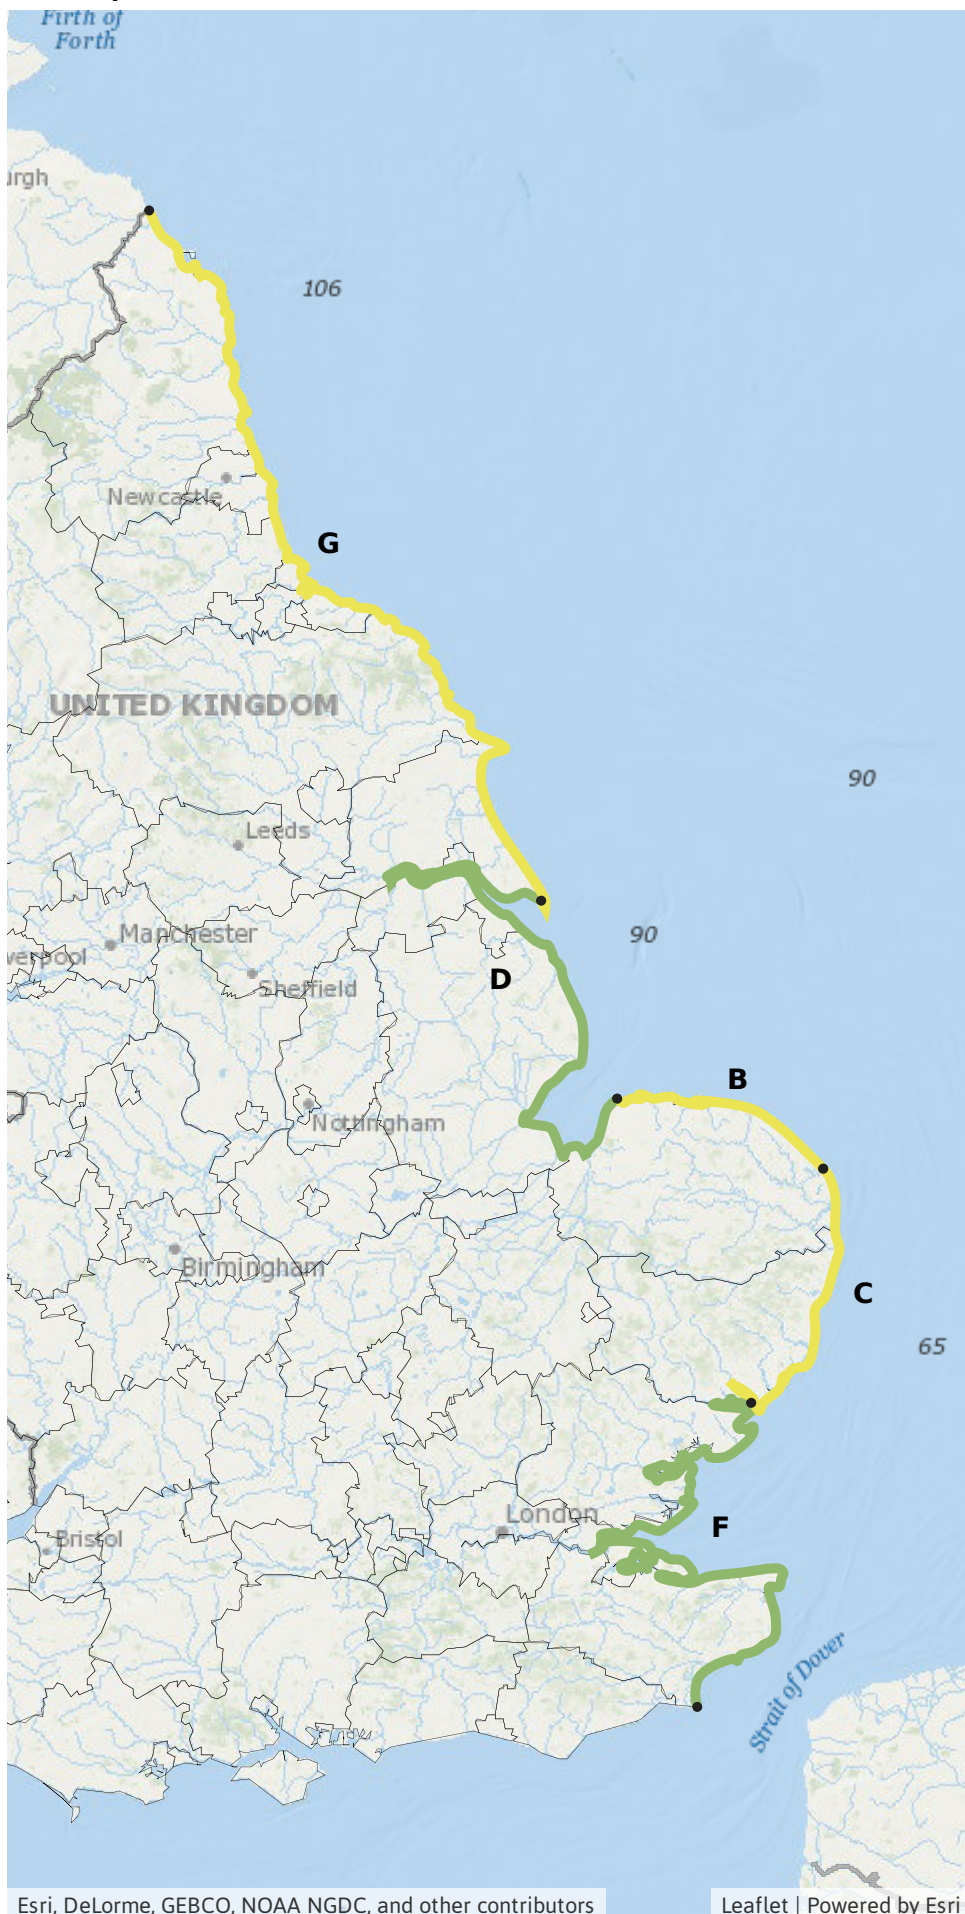 Firth of
Forth
urgh
106
Newcastle
G
UNITED KINGDOM
90
Leeds
Manchester
90
verpool
D
Sheffield
B
Nottingham
Birmingham
C
65
London
F
Bristol
Strait of Dover
Esri, DeLorme, GEBCO, NOAA NGDC, and other contributors
Leaflet | Powered by Esri